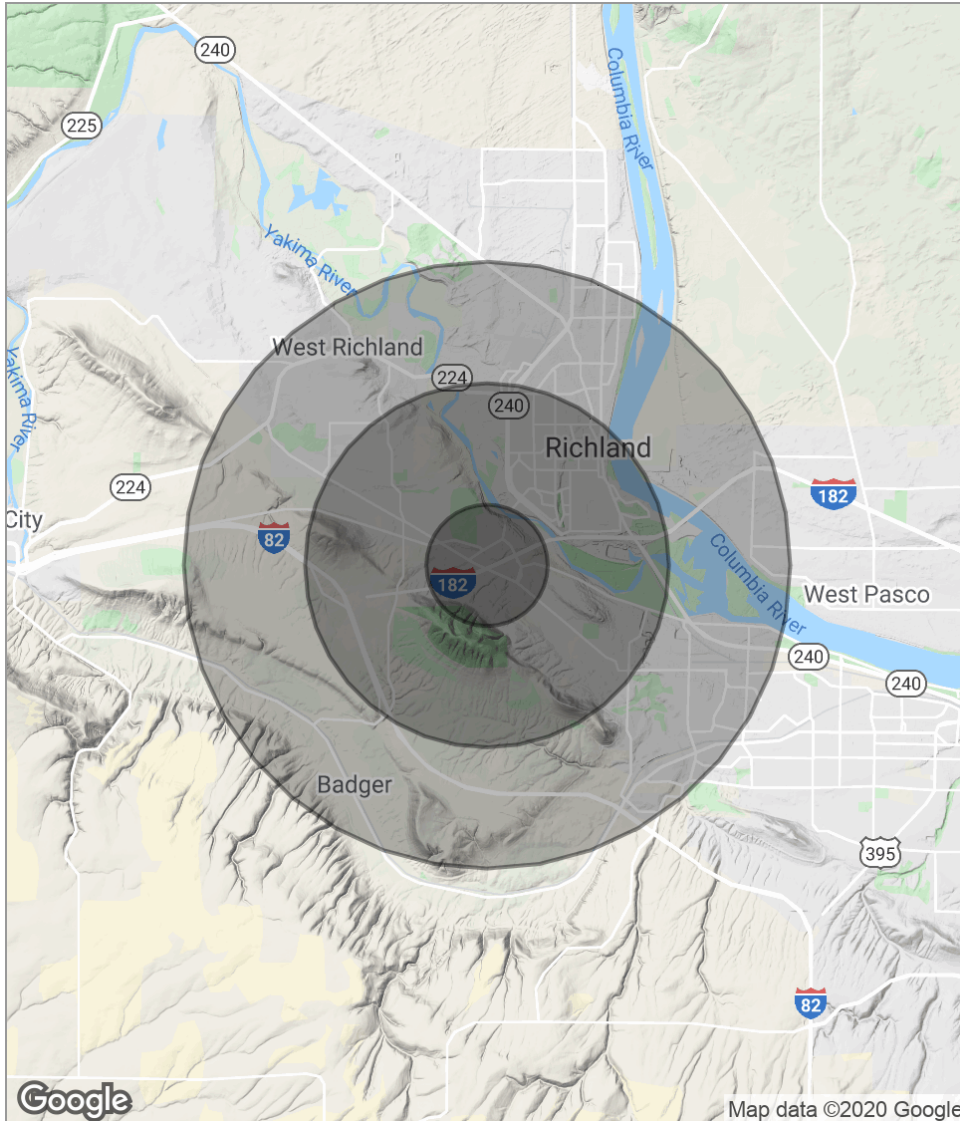 240
Columbia River
225
Yakima River
West Richland
Yakima River
224
240
Richland
224
182
City
82
182
Columbia River
West Pasco
240
240
Badger
395
82
Google
Map data ©2020 Google